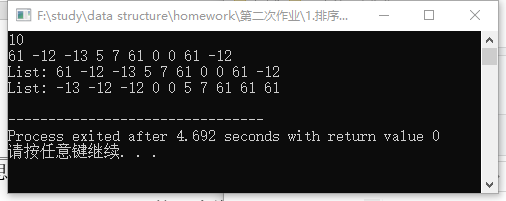 F:\study\data structure\homework\第二次作业\1.排序...
10
61 -12 -13 5 7 61 0 0 61 -12
List: 61 -12 -13 5 7 61 0 0 61 -12
List: -13 -12 -12 0 0 5 7 61 61 61
--------------------------------
Process exited after 4.692 seconds with return value 0
请按任意键继续. . .